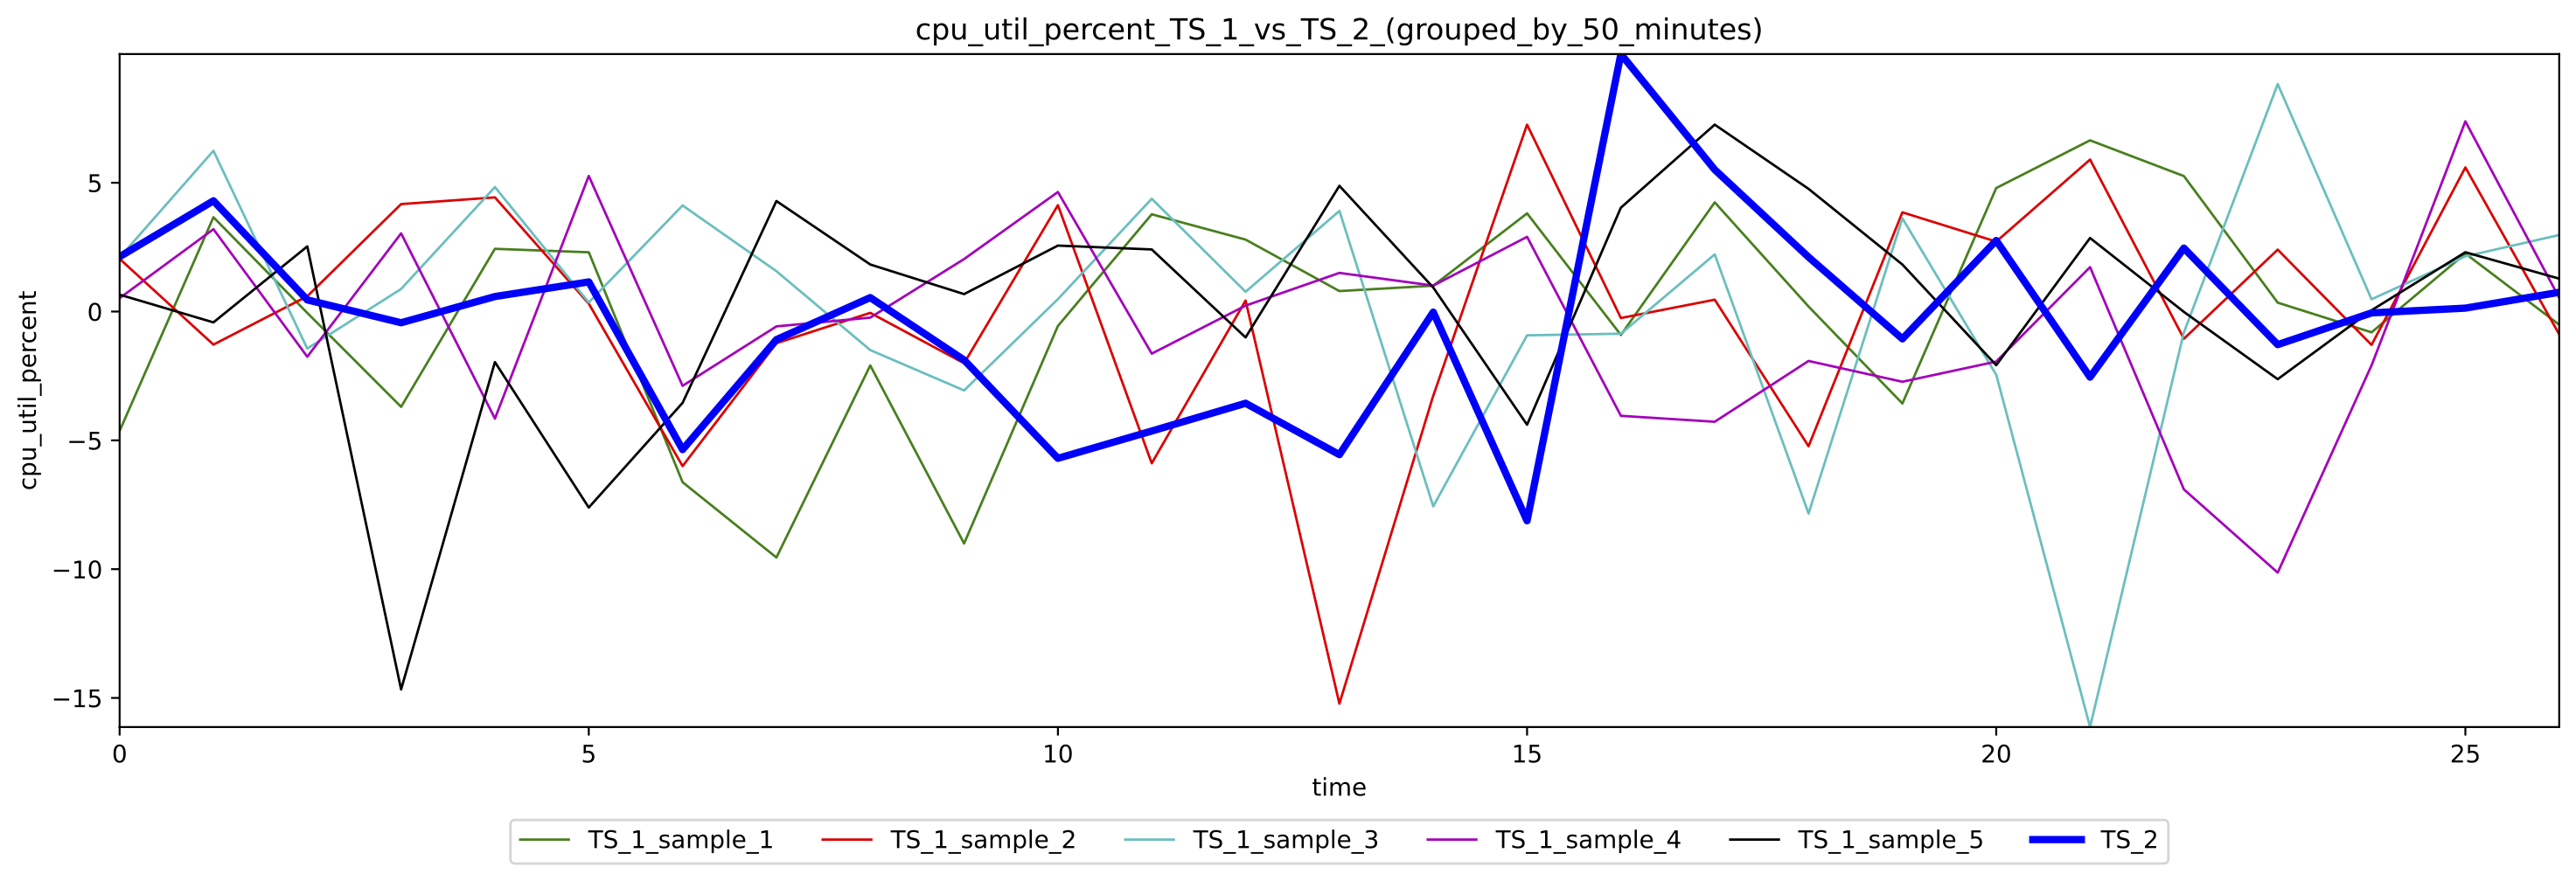 cpu_util_percent_TS_1_vs_TS_2_(grouped_by_50_minutes)
cpu_util_percent
5
0
−5
−10
−15
0 5 10 15 20 25
time
TS_1_sample_1 TS_1_sample_2 TS_1_sample_3 TS_1_sample_4 TS_1_sample_5 TS_2